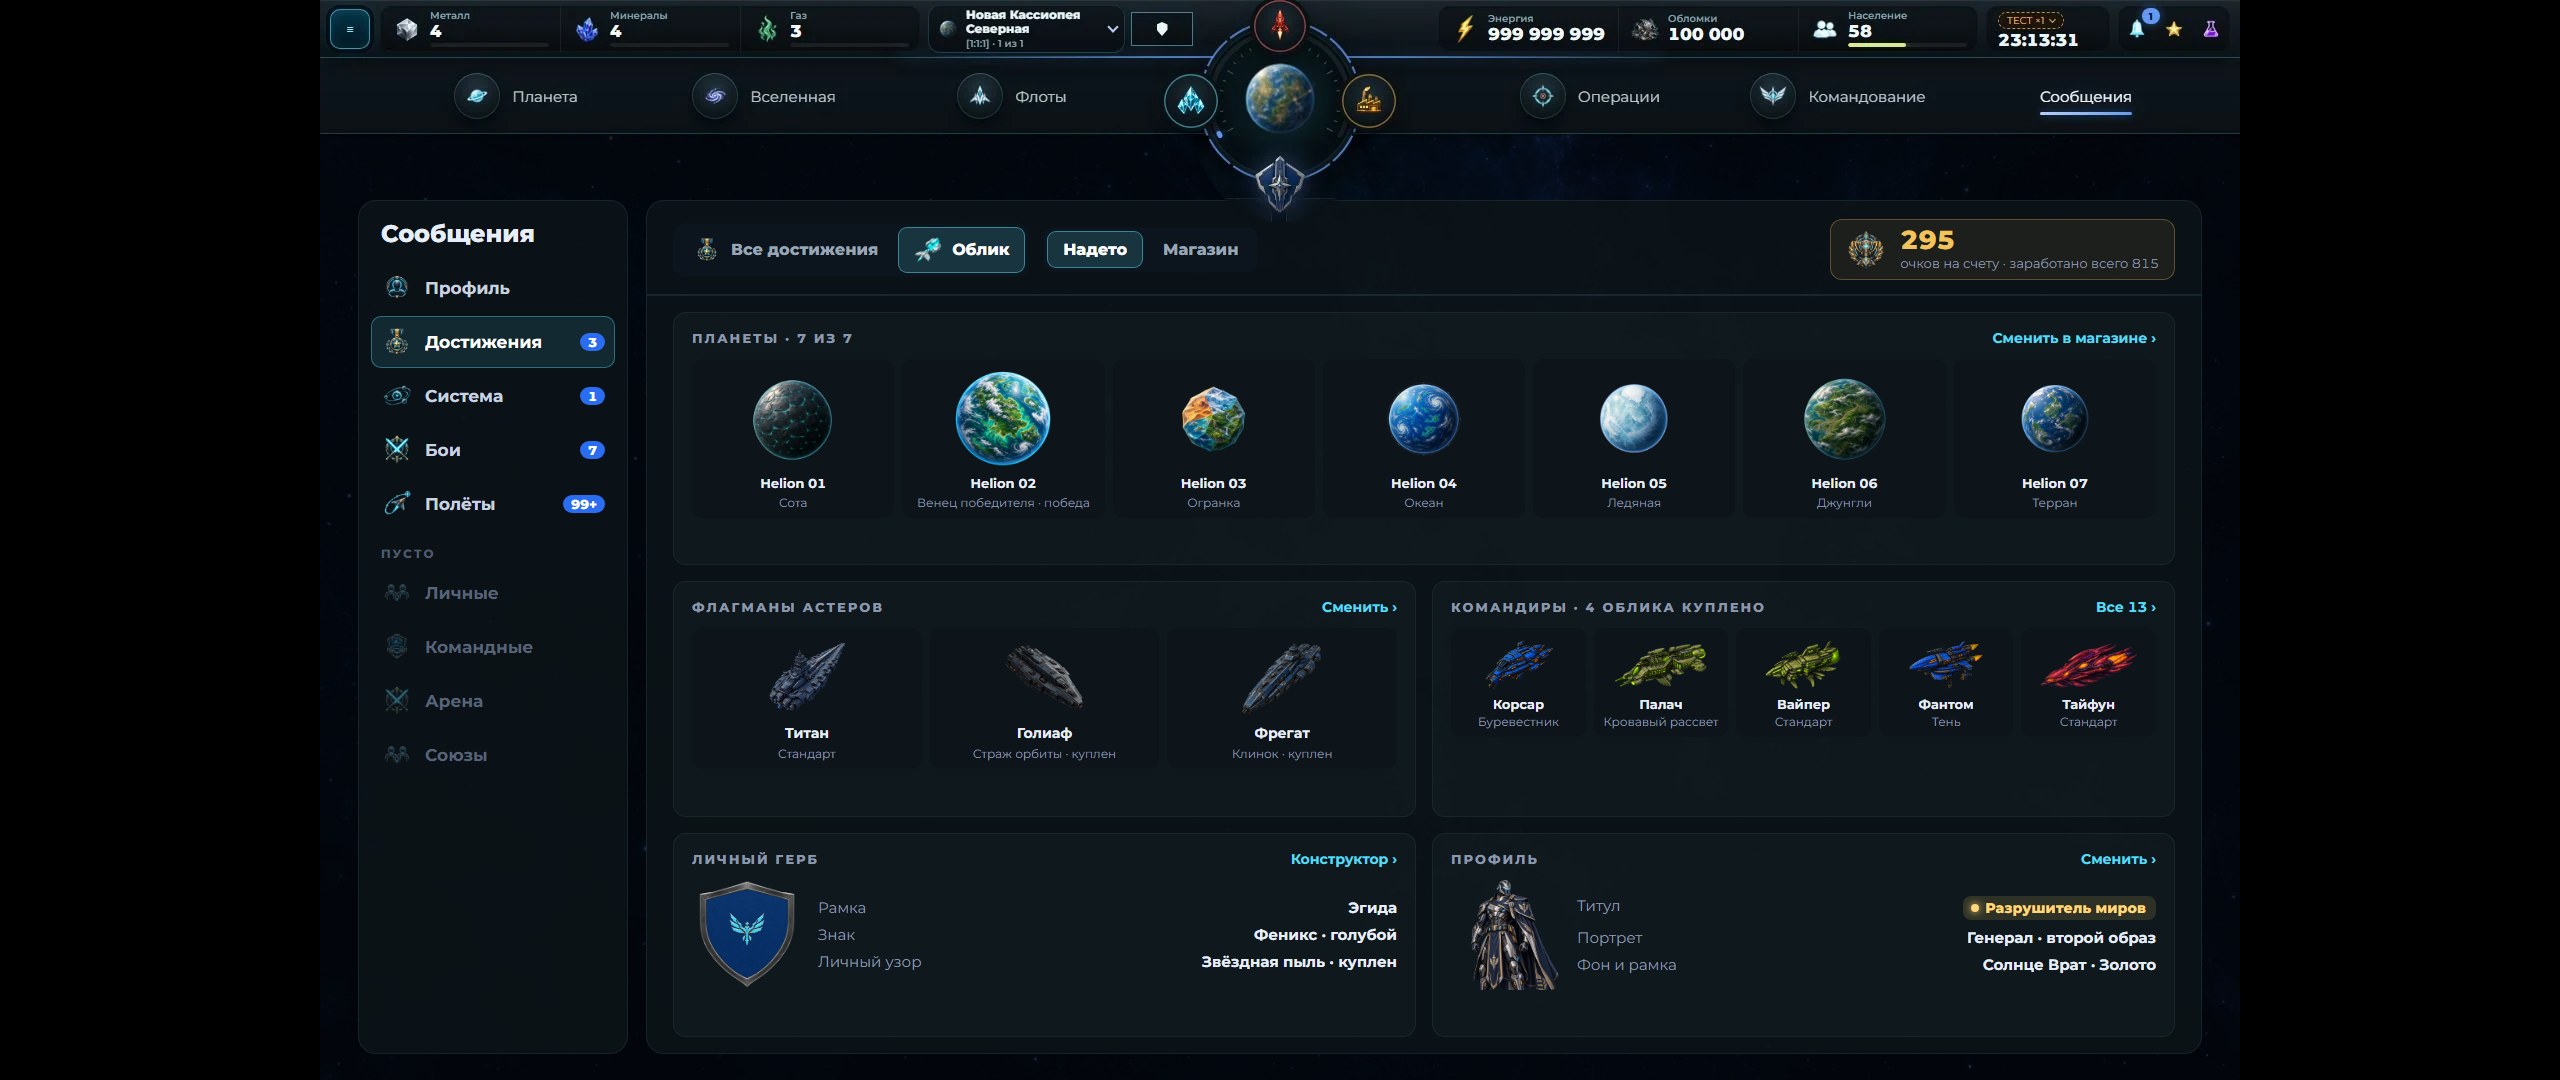 Металл
4
Минералы
4
Газ
3
Новая Кассиопея
Северная
[1:1:1] · 1 из 1
Энергия
999 999 999
Обломки
100 000
Население
58
ТЕСТ ×1
23:13:31
1
Планета
Вселенная
Флоты
Операции
Командование
Сообщения
Сообщения
Профиль
Достижения 3
Система 1
Бои 7
Полёты 99+
ПУСТО
Личные
Командные
Арена
Союзы
Все достижения
Облик
Надето
Магазин
295
очков на счету · заработано всего 815
ПЛАНЕТЫ · 7 ИЗ 7
Сменить в магазине ›
Helion 01
Сота
Helion 02
Венец победителя · победа
Helion 03
Огранка
Helion 04
Океан
Helion 05
Ледяная
Helion 06
Джунгли
Helion 07
Терран
ФЛАГМАНЫ АСТЕРОВ
Сменить ›
Титан
Стандарт
Голиаф
Страж орбиты · куплен
Фрегат
Клинок · куплен
КОМАНДИРЫ · 4 ОБЛИКА КУПЛЕНО
Все 13 ›
Корсар
Буревестник
Палач
Кровавый рассвет
Вайпер
Стандарт
Фантом
Тень
Тайфун
Стандарт
ЛИЧНЫЙ ГЕРБ
Конструктор ›
Рамка Эгида
Знак Феникс · голубой
Личный узор Звёздная пыль · куплен
ПРОФИЛЬ
Сменить ›
Титул Разрушитель миров
Портрет Генерал · второй образ
Фон и рамка Солнце Врат · Золото